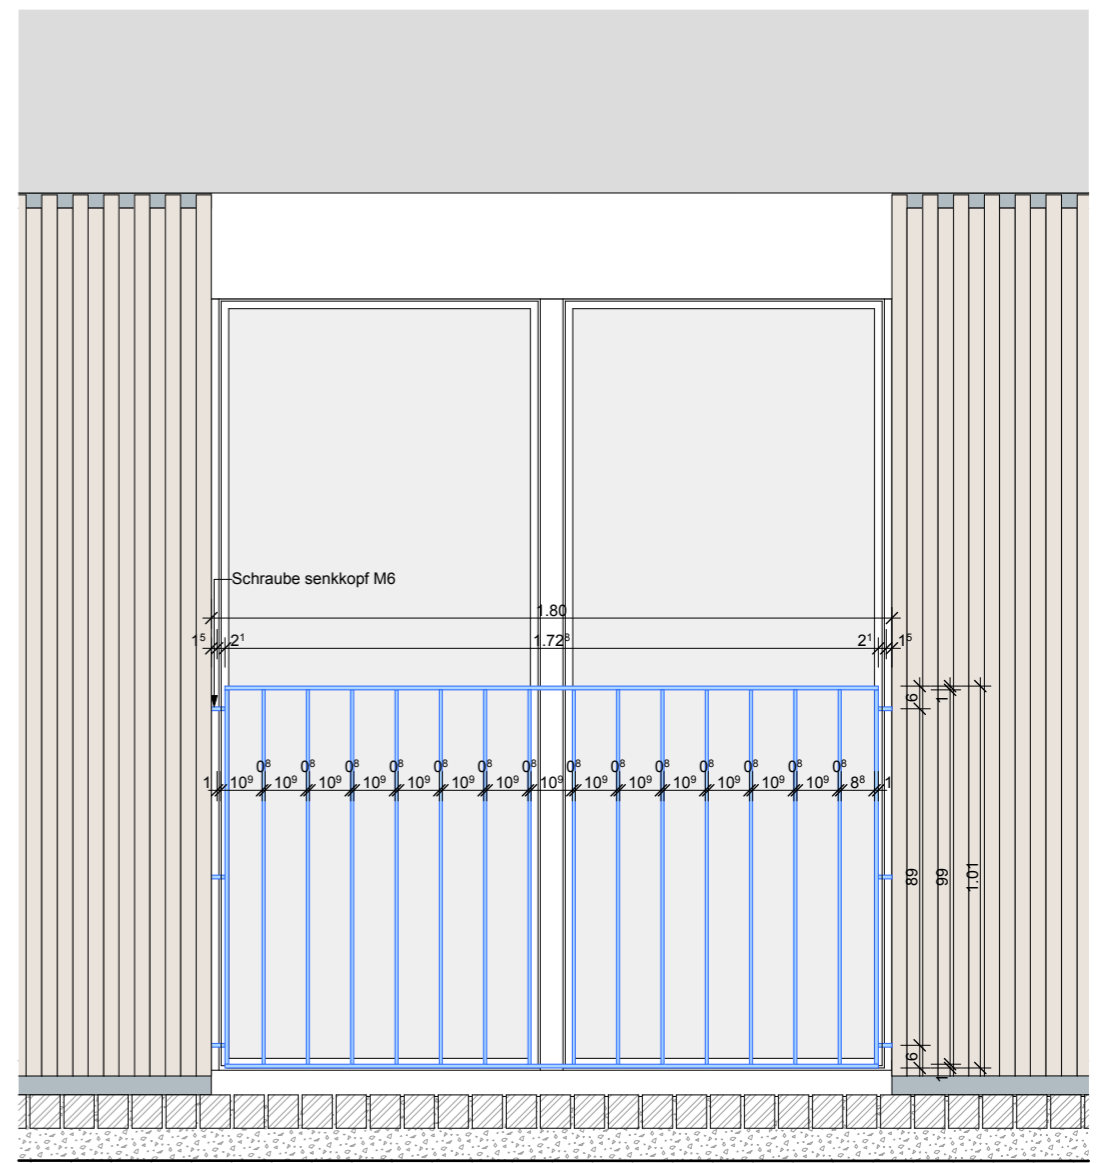 Schraube senkkopf M6
1.80
1⁵ 2¹ 1.72⁸ 2¹ 1⁵
6 1
0⁸ 0⁸ 0⁸ 0⁸ 0⁸ 0⁸ 0⁸ 0⁸ 0⁸ 0⁸ 0⁸ 0⁸ 0⁸ 0⁸
1 10⁹ 10⁹ 10⁹ 10⁹ 10⁹ 10⁹ 10⁹ 10⁹ 10⁹ 10⁹ 10⁹ 10⁹ 10⁹ 10⁹ 8⁸ 1
89 99 1.01
6 1